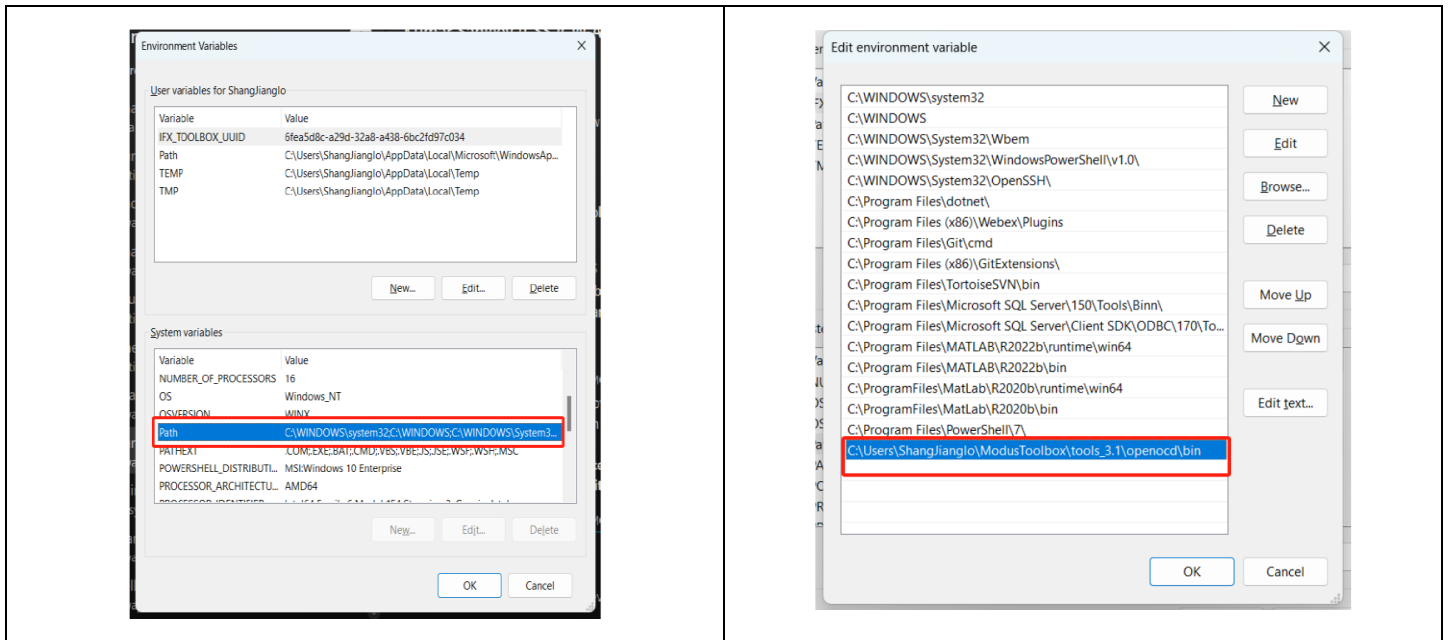 Environment Variables
User variables for ShangJianglo
Variable Value
IFX_TOOLBOX_UUID 6fea5d8c-a29d-32a8-a438-6bc2fd97c034
Path C:\Users\ShangJianglo\AppData\Local\Microsoft\WindowsAp...
TEMP C:\Users\ShangJianglo\AppData\Local\Temp
TMP C:\Users\ShangJianglo\AppData\Local\Temp
New... Edit... Delete
System variables
Variable Value
NUMBER_OF_PROCESSORS 16
OS Windows_NT
OSVERSION WINX
Path C:\WINDOWS\system32;C:\WINDOWS;C:\WINDOWS\System3...
PATHEXT .COM;.EXE;.BAT;.CMD;.VBS;.VBE;.JS;.JSE;.WSF;.WSH;.MSC
POWERSHELL_DISTRIBUTI... MSI:Windows 10 Enterprise
PROCESSOR_ARCHITECTU... AMD64
New... Edit... Delete
OK Cancel
Edit environment variable
C:\WINDOWS\system32
C:\WINDOWS
C:\WINDOWS\System32\Wbem
C:\WINDOWS\System32\WindowsPowerShell\v1.0\
C:\WINDOWS\System32\OpenSSH\
C:\Program Files\dotnet\
C:\Program Files (x86)\Webex\Plugins
C:\Program Files\Git\cmd
C:\Program Files (x86)\GitExtensions\
C:\Program Files\TortoiseSVN\bin
C:\Program Files\Microsoft SQL Server\150\Tools\Binn\
C:\Program Files\Microsoft SQL Server\Client SDK\ODBC\170\To...
C:\Program Files\MATLAB\R2022b\runtime\win64
C:\Program Files\MATLAB\R2022b\bin
C:\ProgramFiles\MatLab\R2020b\runtime\win64
C:\ProgramFiles\MatLab\R2020b\bin
C:\Program Files\PowerShell\7\
C:\Users\ShangJianglo\ModusToolbox\tools_3.1\openocd\bin
New
Edit
Browse...
Delete
Move Up
Move Down
Edit text...
OK Cancel